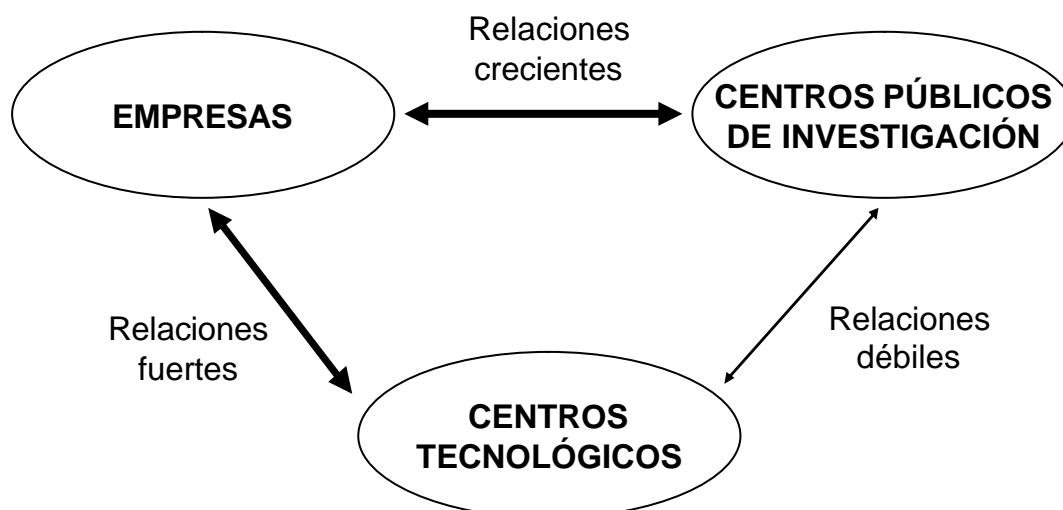 Relaciones
crecientes
EMPRESAS
CENTROS PÚBLICOS
DE INVESTIGACIÓN
Relaciones
fuertes
Relaciones
débiles
CENTROS
TECNOLÓGICOS